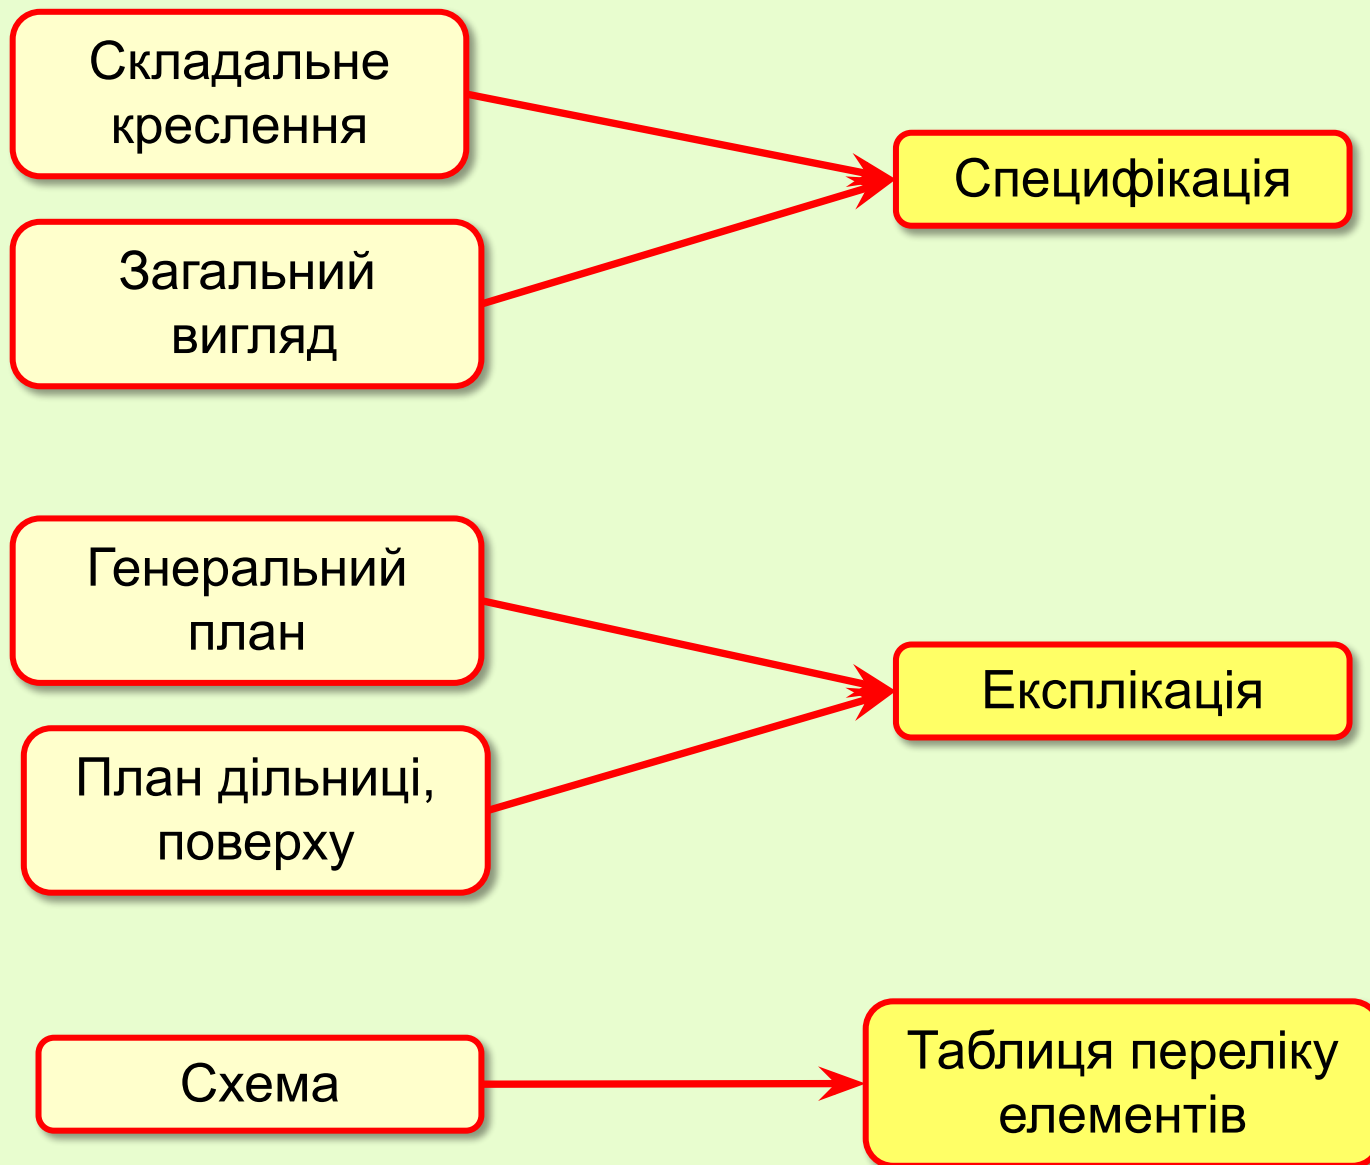 Складальне
креслення
Специфікація
Загальний
вигляд
Генеральний
план
Експлікація
План дільниці,
поверху
Схема
Таблиця переліку
елементів